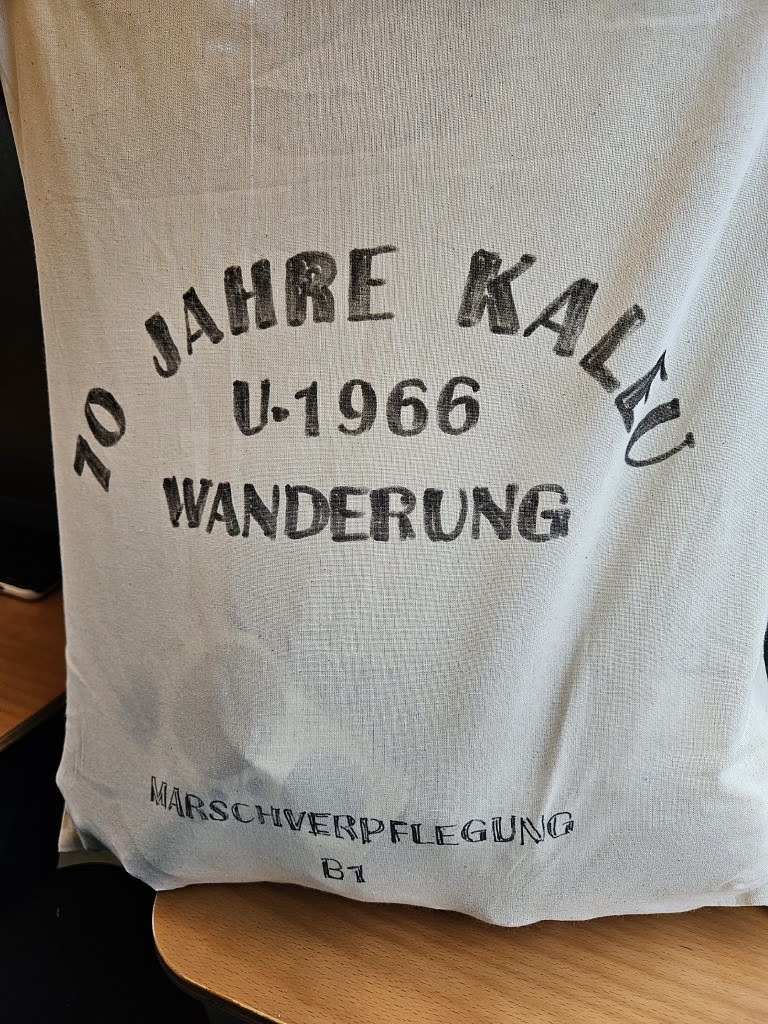 10 JAHRE KALEU
U·1966
WANDERUNG
MARSCHVERPFLEGUNG
B1